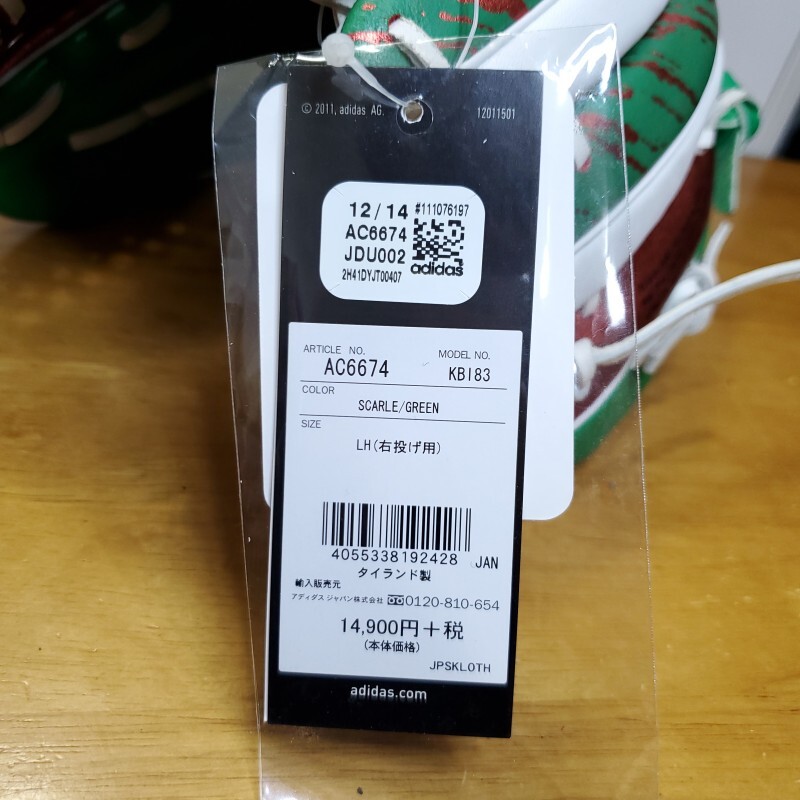 © 2011, adidas AG. 12011501
12/14 #111076197
AC6674
JDU002
adidas
2H41DYJT00407
ARTICLE NO. MODEL NO.
AC6674 KBI83
COLOR
SCARLE/GREEN
SIZE
LH(右投げ用)
4055338192428 JAN
タイランド製
輸入販売元
アディダス ジャパン株式会社 0120-810-654
14,900円+税
(本体価格)
JPSKLOTH
adidas.com